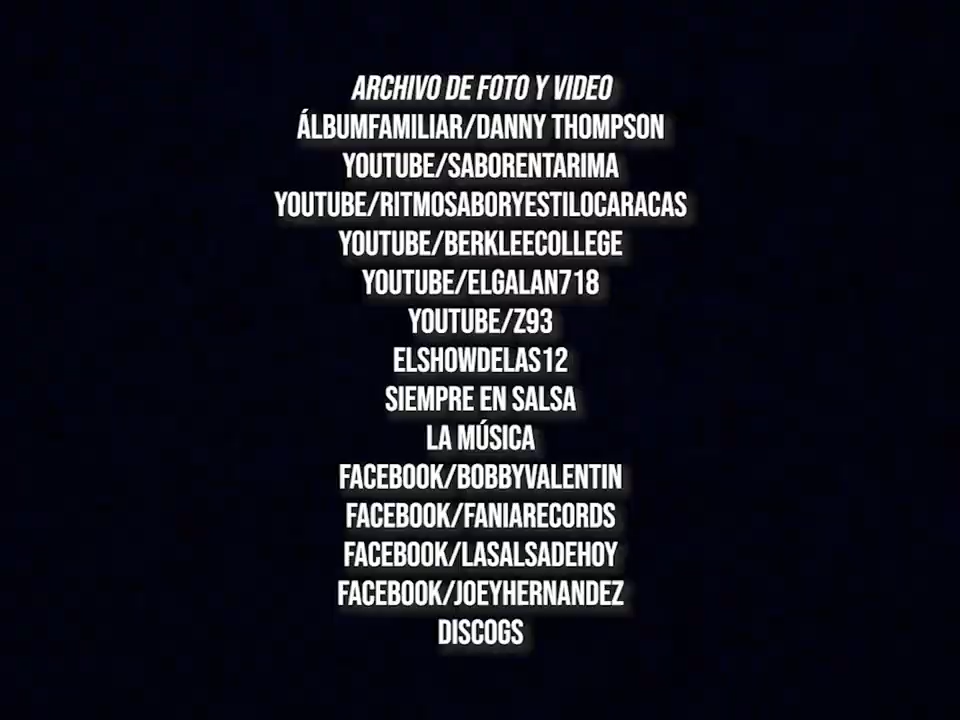 ARCHIVO DE FOTO Y VIDEO
ÁLBUMFAMILIAR/DANNY THOMPSON
YOUTUBE/SABORENTARIMA
YOUTUBE/RITMOSABORYESTILOCARACAS
YOUTUBE/BERKLEECOLLEGE
YOUTUBE/ELGALAN718
YOUTUBE/Z93
ELSHOWDELAS12
SIEMPRE EN SALSA
LA MÚSICA
FACEBOOK/BOBBYVALENTIN
FACEBOOK/FANIARECORDS
FACEBOOK/LASALSADEHOY
FACEBOOK/JOEYHERNANDEZ
DISCOGS